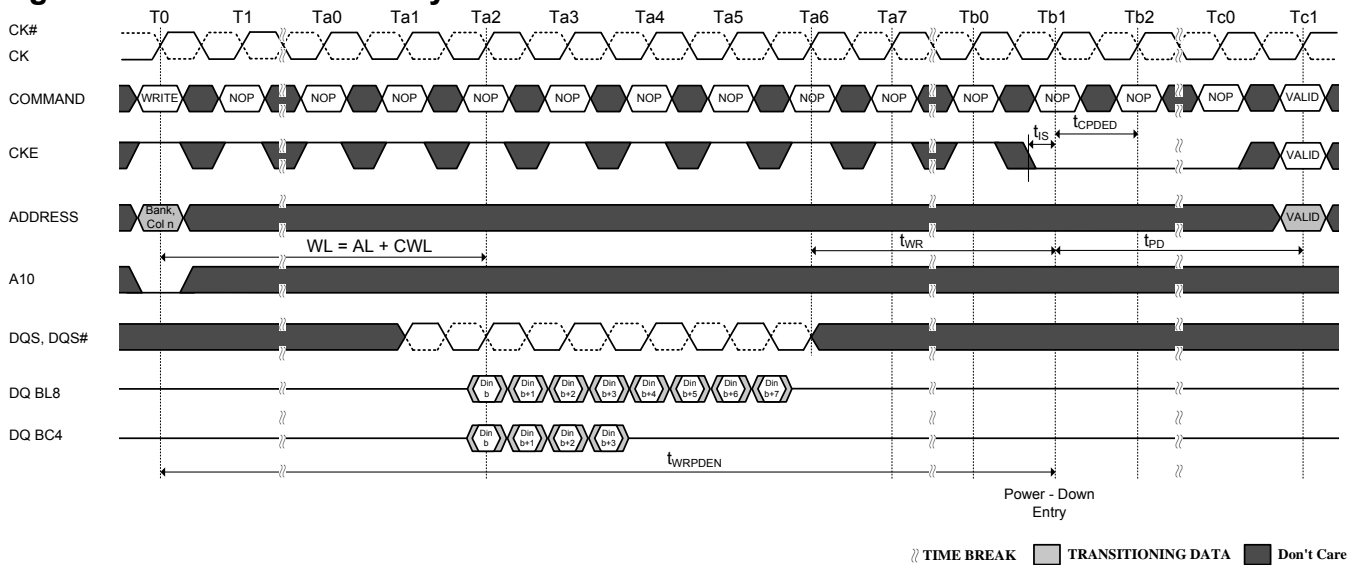 T0 T1 Ta0 Ta1 Ta2 Ta3 Ta4 Ta5 Ta6 Ta7 Tb0 Tb1 Tb2 Tc0 Tc1
CK#
CK
COMMAND WRITE NOP NOP NOP NOP NOP NOP NOP NOP NOP NOP NOP NOP NOP VALID
tIS tCPDED
CKE VALID
ADDRESS Bank, Col n VALID
WL = AL + CWL tWR tPD
A10
DQS, DQS#
DQ BL8 Din b Din b+1 Din b+2 Din b+3 Din b+4 Din b+5 Din b+6 Din b+7
DQ BC4 Din b Din b+1 Din b+2 Din b+3
tWRPDEN
Power - Down
Entry
TIME BREAK TRANSITIONING DATA Don't Care